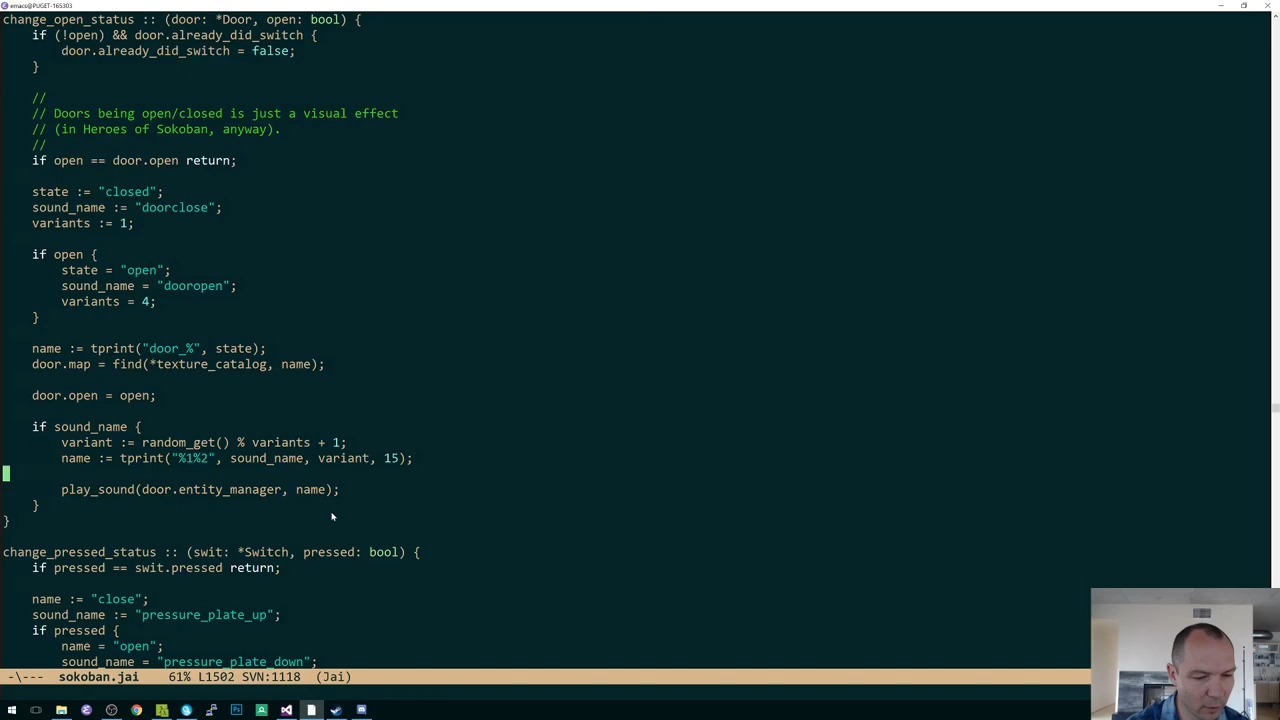 emacs@PUGET-165303
change_open_status :: (door: *Door, open: bool) {
    if (!open) && door.already_did_switch {
        door.already_did_switch = false;
    }
    //
    // Doors being open/closed is just a visual effect
    // (in Heroes of Sokoban, anyway).
    //
    if open == door.open return;
    state := "closed";
    sound_name := "doorclose";
    variants := 1;
    if open {
        state = "open";
        sound_name = "dooropen";
        variants = 4;
    }
    name := tprint("door_%", state);
    door.map = find(*texture_catalog, name);
    door.open = open;
    if sound_name {
        variant := random_get() % variants + 1;
        name := tprint("%1%2", sound_name, variant, 15);
        play_sound(door.entity_manager, name);
    }
}
change_pressed_status :: (swit: *Switch, pressed: bool) {
    if pressed == swit.pressed return;
    name := "close";
    sound_name := "pressure_plate_up";
    if pressed {
        name = "open";
        sound_name = "pressure_plate_down";
-\--- sokoban.jai 61% L1502 SVN:1118 (Jai)